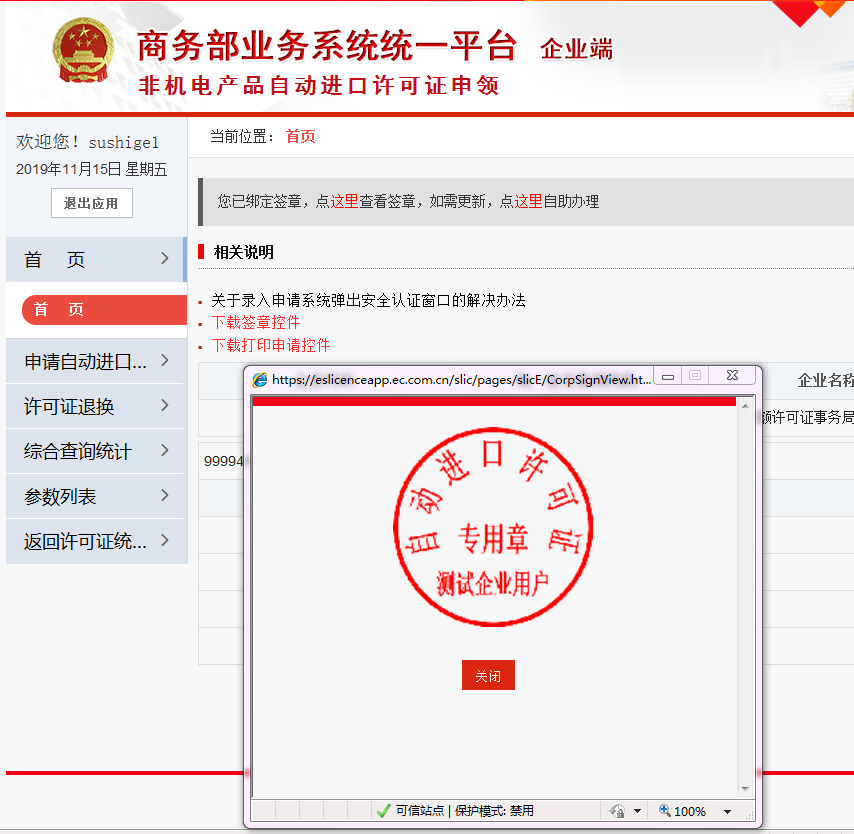 商务部业务系统统一平台 企业端
非机电产品自动进口许可证申领
欢迎您！sushige1
2019年11月15日 星期五
退出应用
首 页
首 页
申请自动进口...
许可证退换
综合查询统计
参数列表
返回许可证统...
当前位置： 首页
您已绑定签章，点这里查看签章，如需更新，点这里自助办理
相关说明
关于录入申请系统弹出安全认证窗口的解决办法
下载签章控件
下载打印申请控件
企业名称
许可证事务局
99994
https://eslicenceapp.ec.com.cn/slic/pages/slicE/CorpSignView.ht...
自动进口许可证
专用章
测试企业用户
关闭
可信站点 | 保护模式: 禁用
100%